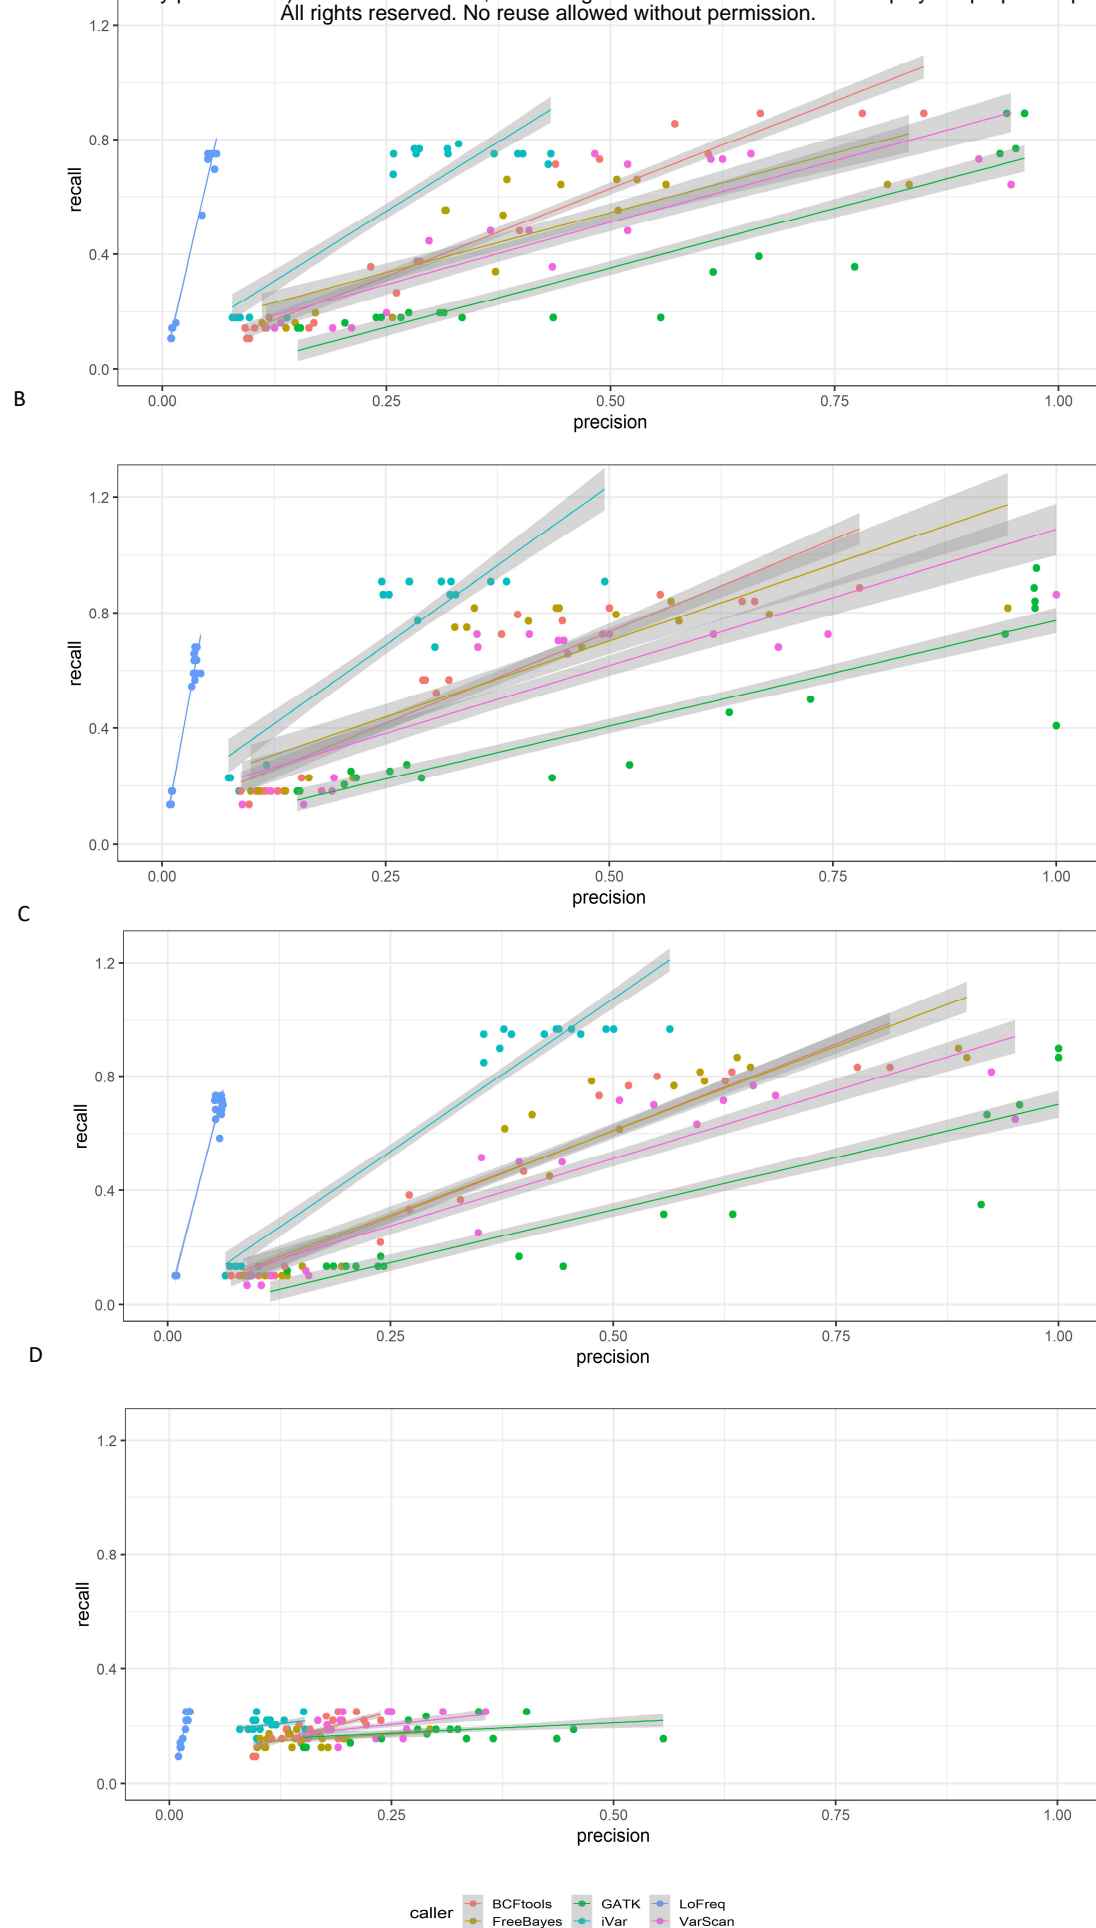 All rights reserved. No reuse allowed without permission.
1.2
0.8
0.4
0.0
recall
0.00 0.25 0.50 0.75 1.00
precision
B
1.2
0.8
0.4
0.0
recall
0.00 0.25 0.50 0.75 1.00
precision
C
1.2
0.8
0.4
0.0
recall
0.00 0.25 0.50 0.75 1.00
precision
D
1.2
0.8
0.4
0.0
recall
0.00 0.25 0.50 0.75 1.00
precision
caller
BCFtools GATK LoFreq
FreeBayes iVar VarScan